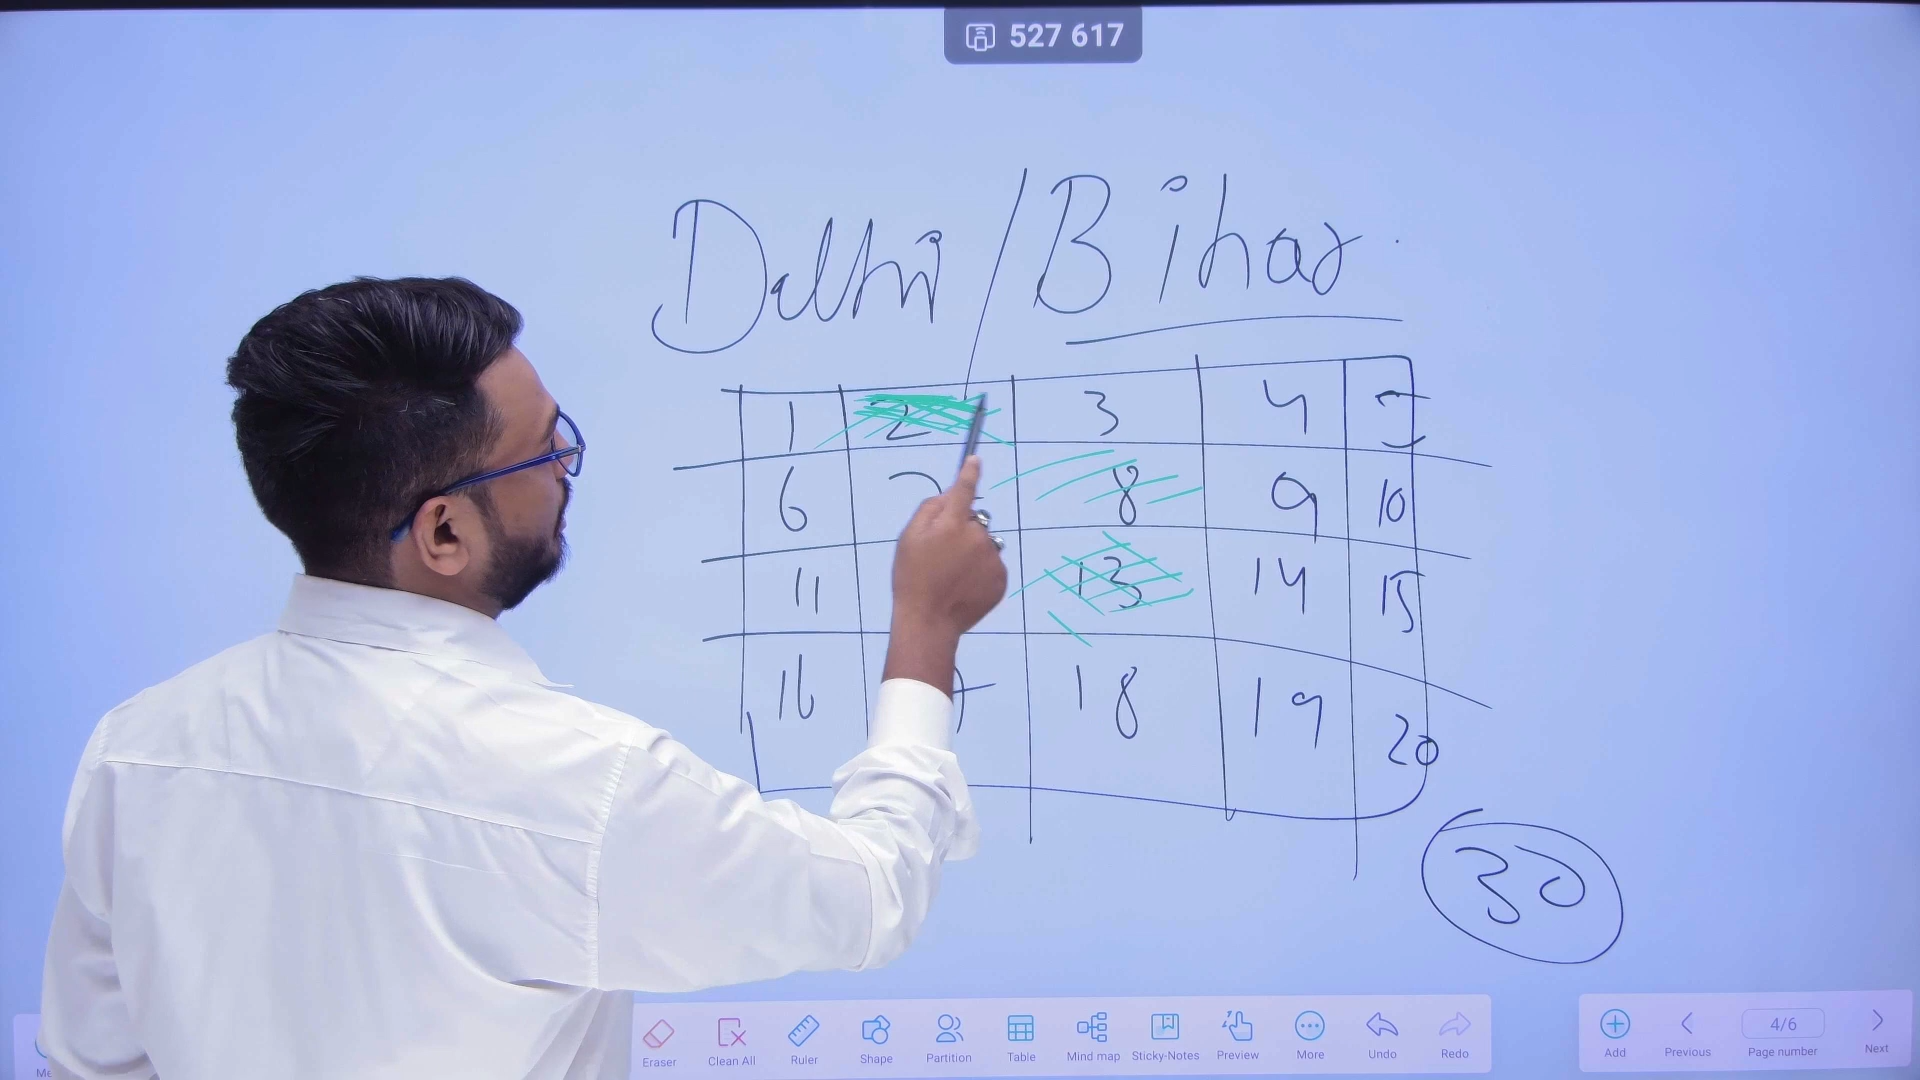 527 617
Delhi / Bihar
1 2 3 4 5
6 7 8 9 10
11 13 14 15
16 18 19 20
30
Eraser Clean All Ruler Shape Partition Table Mind map Sticky-Notes Preview More Undo Redo
Add Previous 4/6 Page number Next